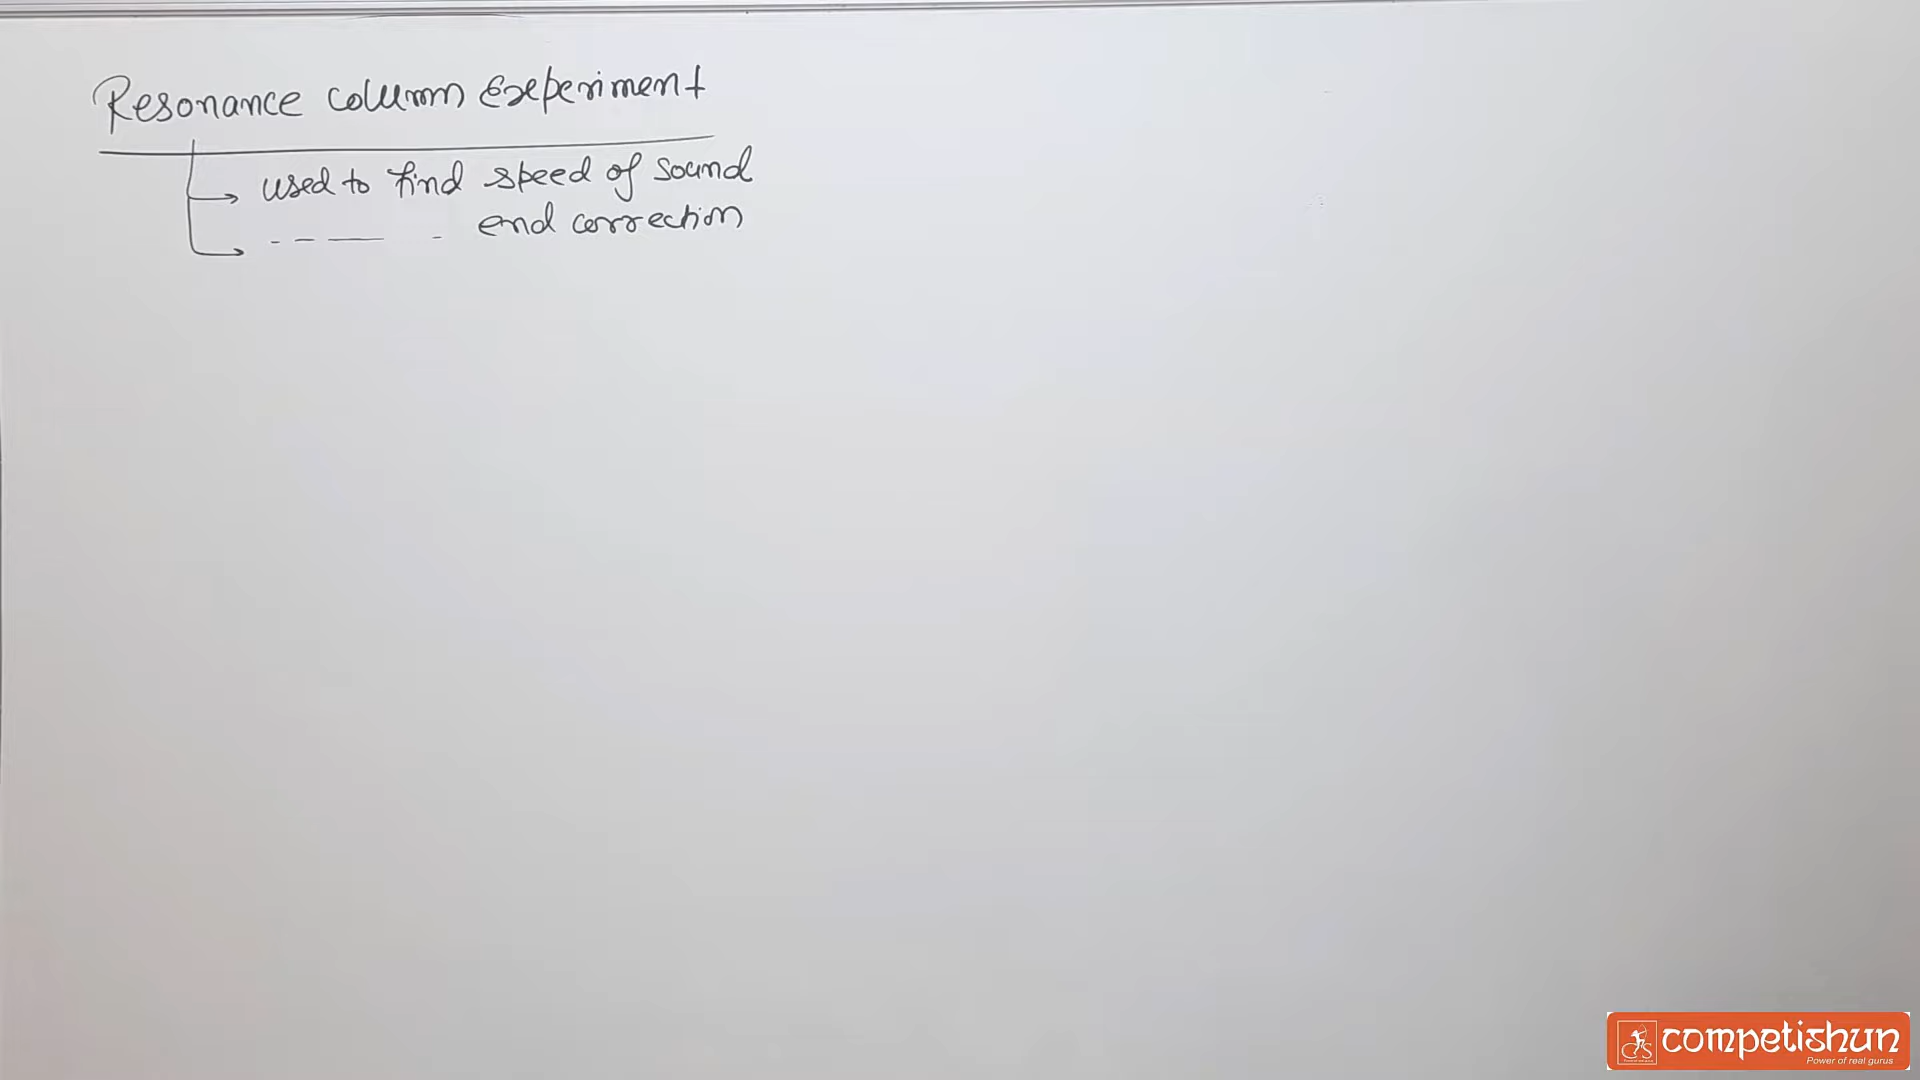 Resonance column Experiment
used to find speed of sound
----- end correction
competishun
Power of real gurus